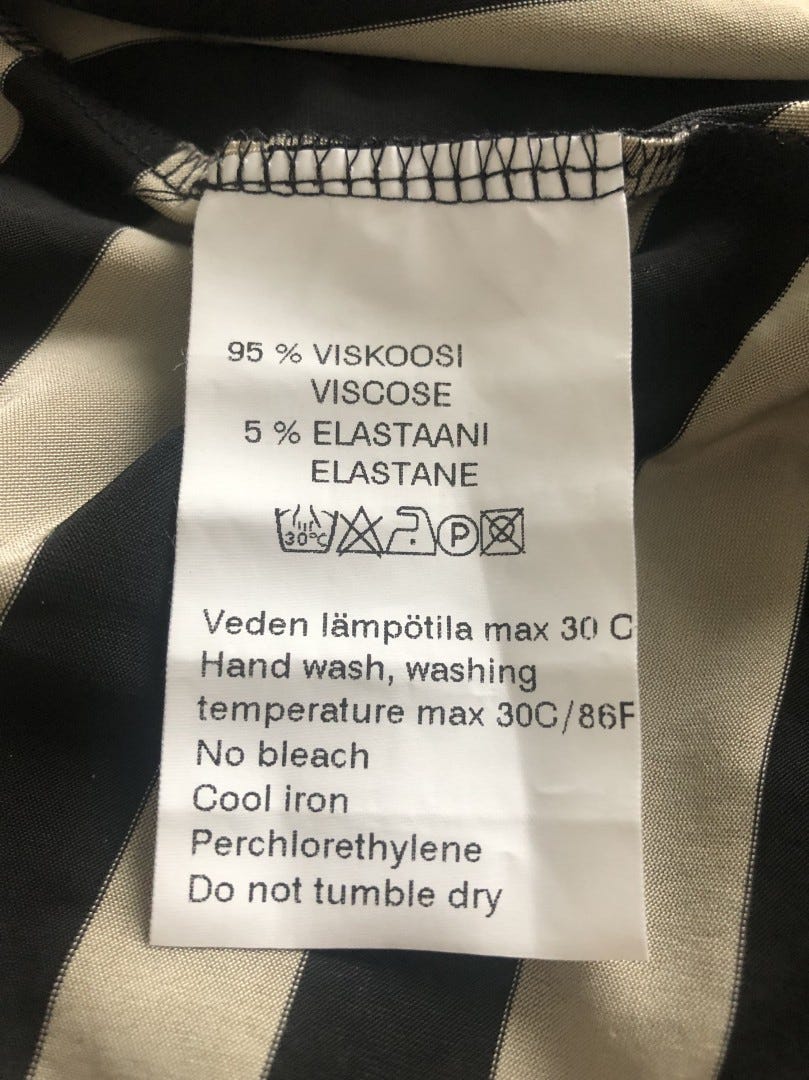 95 % VISKOOSI
VISCOSE
5 % ELASTAANI
ELASTANE
30°C P
Veden lämpötila max 30 C
Hand wash, washing
temperature max 30C/86F
No bleach
Cool iron
Perchlorethylene
Do not tumble dry